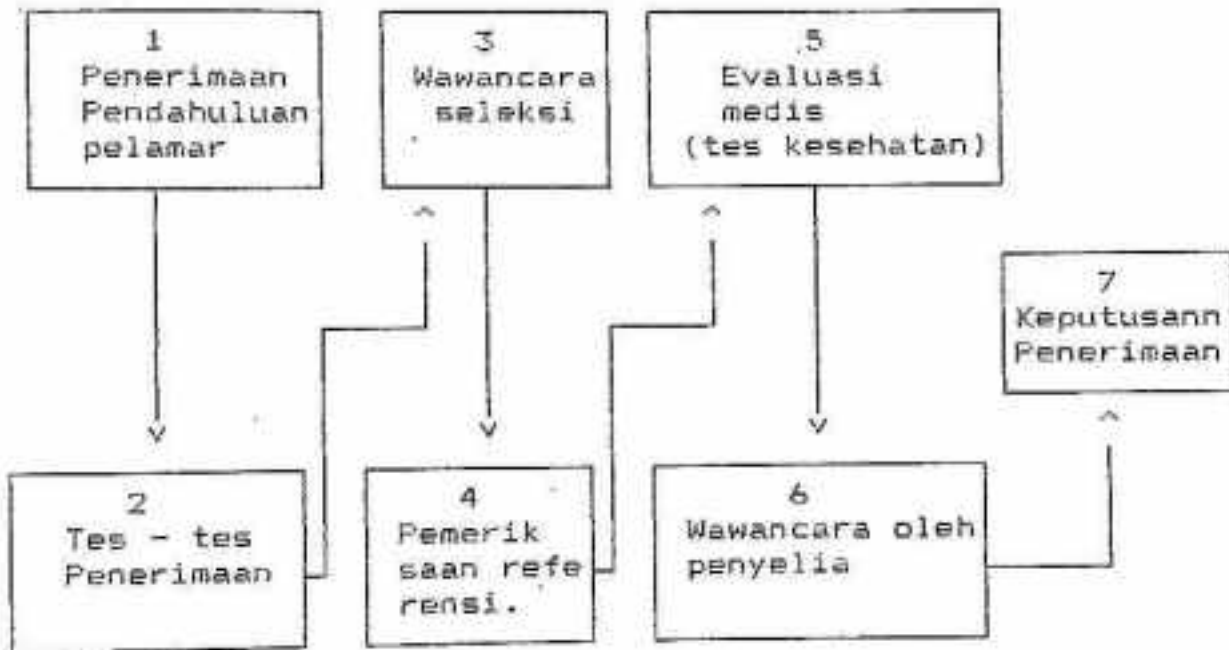 1
Penerimaan
Pendahuluan
pelamar
2
Tes - tes
Penerimaan
3
Wawancara
seleksi
4
Pemerik
saan refe
rensi.
5
Evaluasi
medis
(tes kesehatan)
6
Wawancara oleh
penyelia
7
Keputusann
Penerimaan